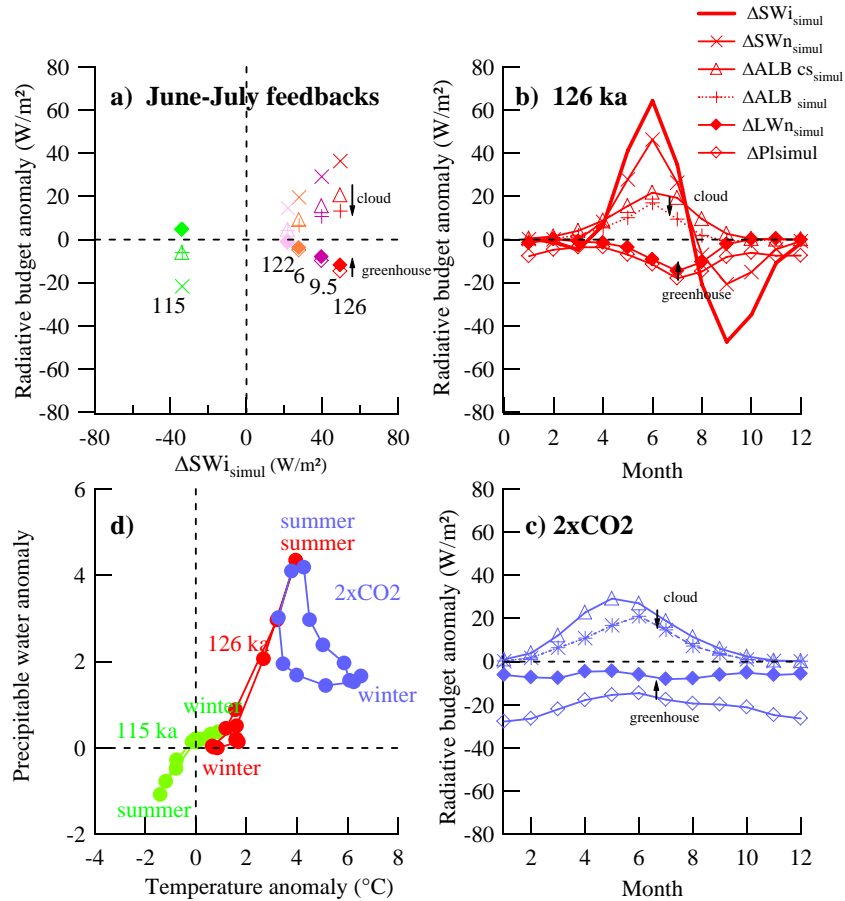 ΔSWi_simul
ΔSWn_simul
ΔALB cs_simul
ΔALB _simul
ΔLWn_simul
ΔPlsimul
a) June-July feedbacks
Radiative budget anomaly (W/m²)
80
60
40
20
0
-20
-40
-60
-80
cloud
greenhouse
115
122
6
9.5
126
-80
-40
0
40
80
ΔSWi_simul (W/m²)
b) 126 ka
Radiative budget anomaly (W/m²)
80
60
40
20
0
-20
-40
-60
-80
cloud
greenhouse
0
2
4
6
8
10
12
Month
d)
Precipitable water anomaly
6
4
2
0
-2
summer
summer
2xCO2
126 ka
winter
winter
115 ka
winter
summer
-4
-2
0
2
4
6
8
Temperature anomaly (°C)
c) 2xCO2
Radiative budget anomaly (W/m²)
80
60
40
20
0
-20
-40
-60
-80
cloud
greenhouse
2
4
6
8
10
12
Month